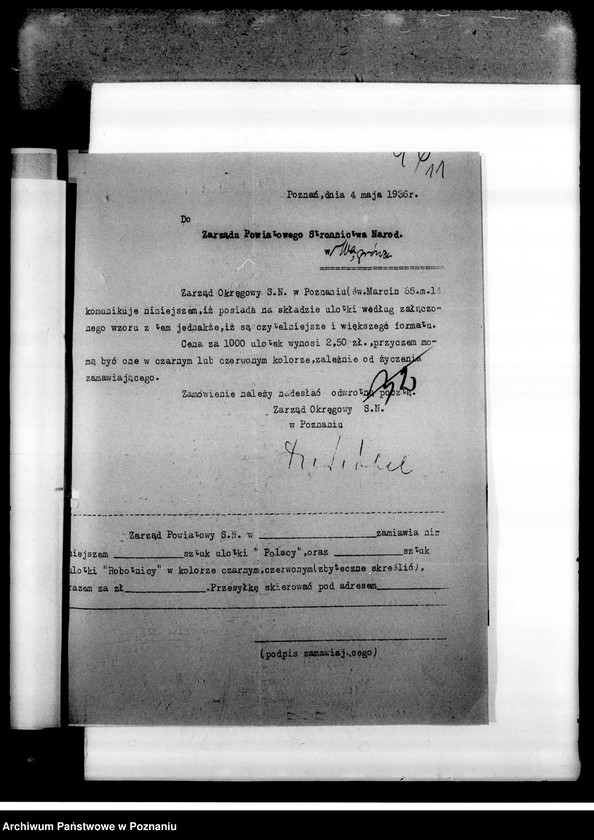 11
Poznań,dnia 4 maja 1936r.
Do
Zarządu Powiatowego Stronnictwa Narod.
w
Zarząd Okręgowy S.N. w Poznaniu(św.Marcin 65.m.14
komunikuje niniejszem,iż posiada na składzie ulotki według załączo-
nego wzoru z tem jednakże,iż są czytelniejsze i większego formatu.
Cena za 1000 ulotek wynosi 2,50 zł.,przyczem mo-
mą być one w czarnym lub czerwonym kolorze,zależnie od życzenia
zamawiającego.
Zamówienie należy nadesłać odwrotną pocztą.
Zarząd Okręgowy S.N.
w Poznaniu
Zarząd Powiatowy S.N. w zamiawia ni-
niejszem sztuk ulotki " Polacy",oraz sztuk
ulotki "Robotnicy" w kolorze czarnym,czerwonym(zbyteczne skreślić),
razem za zł .Przesyłkę skierować pod adresem
(podpis zamawiającego)
Archiwum Państwowe w Poznaniu